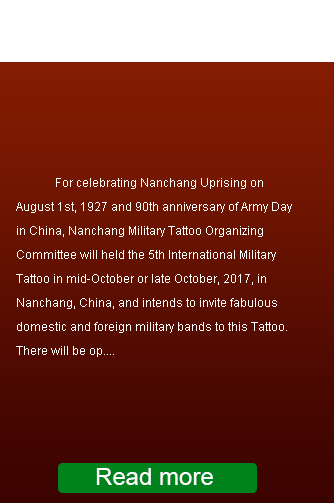 For celebrating Nanchang Uprising on
August 1st, 1927 and 90th anniversary of Army Day
in China, Nanchang Military Tattoo Organizing
Committee will held the 5th International Military
Tattoo in mid-October or late October, 2017, in
Nanchang, China, and intends to invite fabulous
domestic and foreign military bands to this Tattoo.
There will be op....
Read more